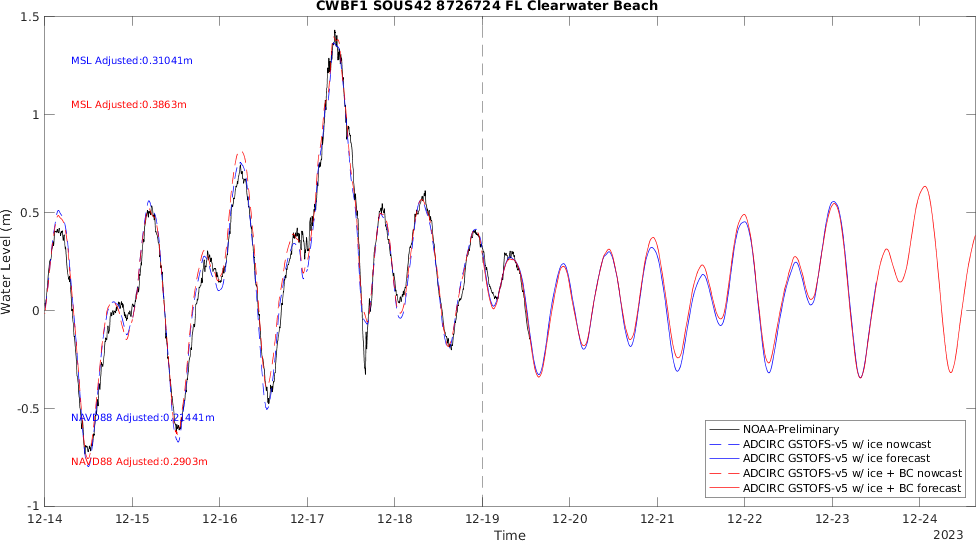 CWBF1 SOUS42 8726724 FL Clearwater Beach
1.5
1
0.5
0
-0.5
-1
Water Level (m)
MSL Adjusted:0.31041m
MSL Adjusted:0.3863m
NAVD88 Adjusted:0.21441m
NAVD88 Adjusted:0.2903m
NOAA-Preliminary
ADCIRC GSTOFS-v5 w/ ice nowcast
ADCIRC GSTOFS-v5 w/ ice forecast
ADCIRC GSTOFS-v5 w/ ice + BC nowcast
ADCIRC GSTOFS-v5 w/ ice + BC forecast
12-14 12-15 12-16 12-17 12-18 12-19 12-20 12-21 12-22 12-23 12-24
Time
2023